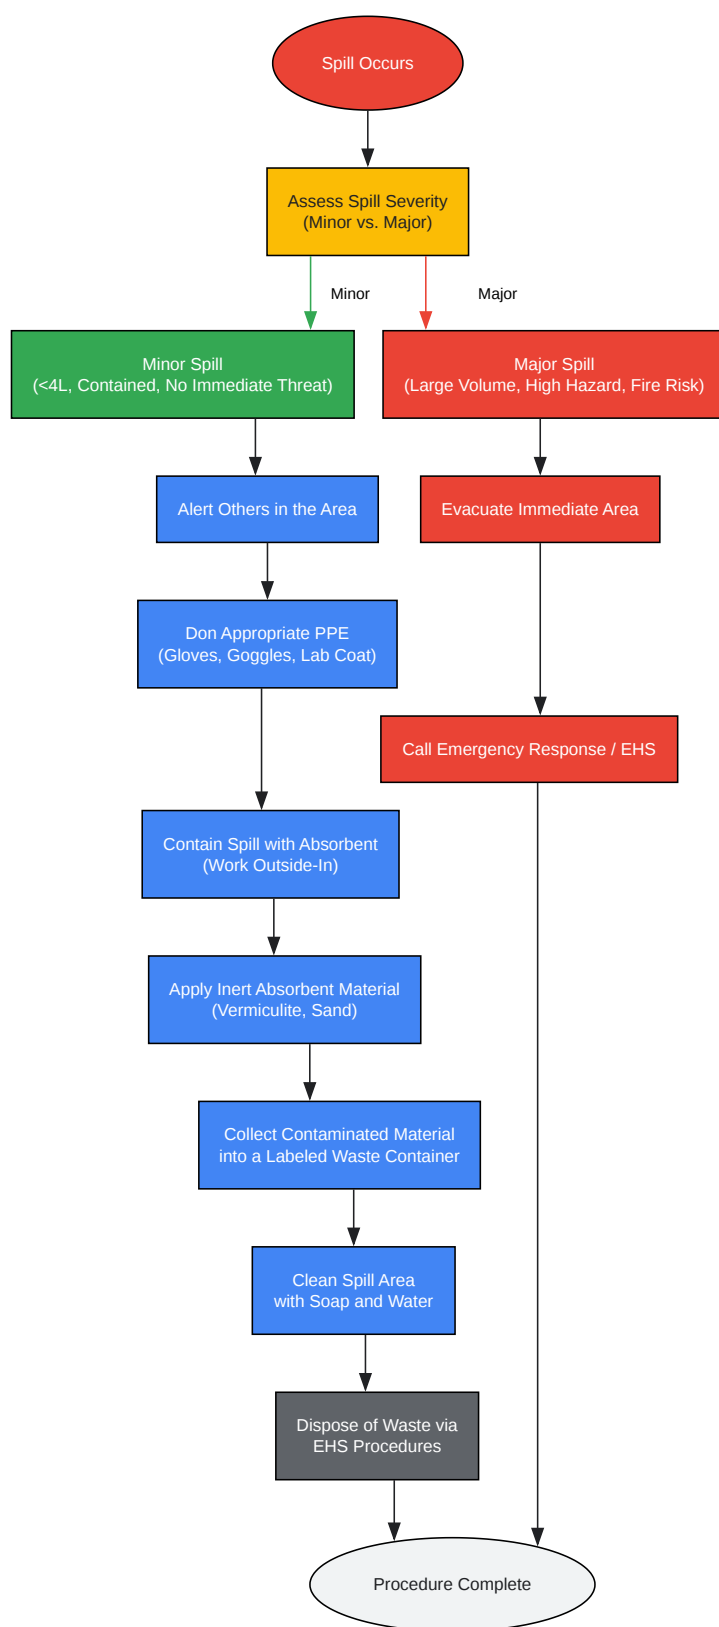 Spill Occurs
Assess Spill Severity
(Minor vs. Major)
Minor
Major
Minor Spill
(<4L, Contained, No Immediate Threat)
Major Spill
(Large Volume, High Hazard, Fire Risk)
Alert Others in the Area
Evacuate Immediate Area
Don Appropriate PPE
(Gloves, Goggles, Lab Coat)
Call Emergency Response / EHS
Contain Spill with Absorbent
(Work Outside-In)
Apply Inert Absorbent Material
(Vermiculite, Sand)
Collect Contaminated Material
into a Labeled Waste Container
Clean Spill Area
with Soap and Water
Dispose of Waste via
EHS Procedures
Procedure Complete